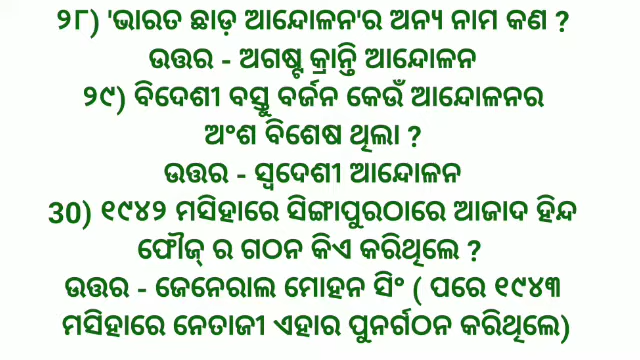 ୨୮) 'ଭାରତ ଛାଡ଼ ଆନ୍ଦୋଳନ'ର ଅନ୍ୟ ନାମ କଣ ?
ଉତ୍ତର - ଅଗଷ୍ଟ କ୍ରାନ୍ତି ଆନ୍ଦୋଳନ
୨୯) ବିଦେଶୀ ବସ୍ତୁ ବର୍ଜନ କେଉଁ ଆନ୍ଦୋଳନର
ଅଂଶ ବିଶେଷ ଥିଲା ?
ଉତ୍ତର - ସ୍ୱଦେଶୀ ଆନ୍ଦୋଳନ
30) ୧୯୪୨ ମସିହାରେ ସିଙ୍ଗାପୁରଠାରେ ଆଜାଦ ହିନ୍ଦ
ଫୌଜ୍ ର ଗଠନ କିଏ କରିଥିଲେ ?
ଉତ୍ତର - ଜେନେରାଲ ମୋହନ ସିଂ ( ପରେ ୧୯୪୩
ମସିହାରେ ନେତାଜୀ ଏହାର ପୁନର୍ଗଠନ କରିଥିଲେ)